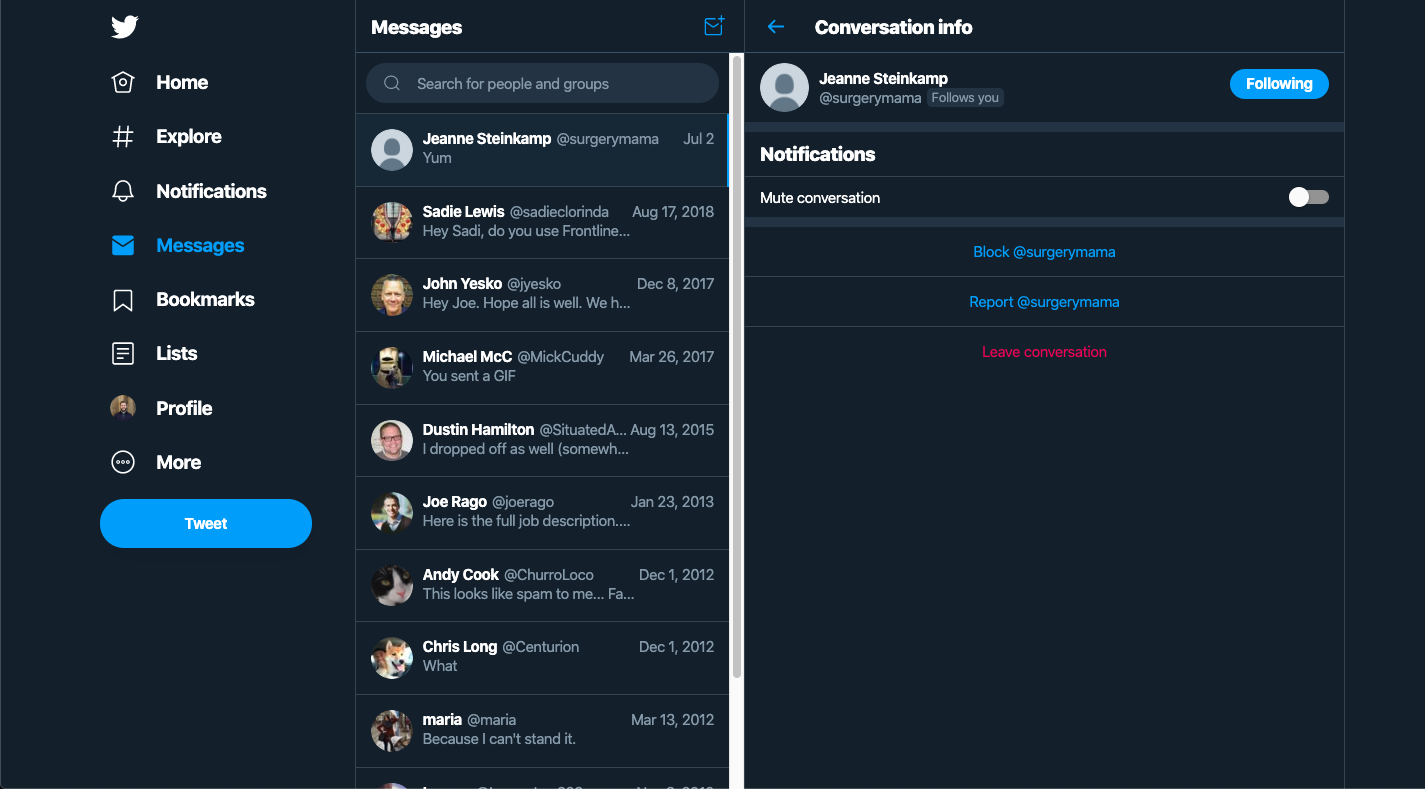 Home
Explore
Notifications
Messages
Bookmarks
Lists
Profile
More
Tweet
Messages
Search for people and groups
Jeanne Steinkamp @surgerymama Jul 2
Yum
Sadie Lewis @sadieclorinda Aug 17, 2018
Hey Sadi, do you use Frontline...
John Yesko @jyesko Dec 8, 2017
Hey Joe. Hope all is well. We h...
Michael McC @MickCuddy Mar 26, 2017
You sent a GIF
Dustin Hamilton @SituatedA... Aug 13, 2015
I dropped off as well (somewh...
Joe Rago @joerago Jan 23, 2013
Here is the full job description....
Andy Cook @ChurroLoco Dec 1, 2012
This looks like spam to me... Fa...
Chris Long @Centurion Dec 1, 2012
What
maria @maria Mar 13, 2012
Because I can't stand it.
Conversation info
Jeanne Steinkamp
@surgerymama Follows you
Following
Notifications
Mute conversation
Block @surgerymama
Report @surgerymama
Leave conversation